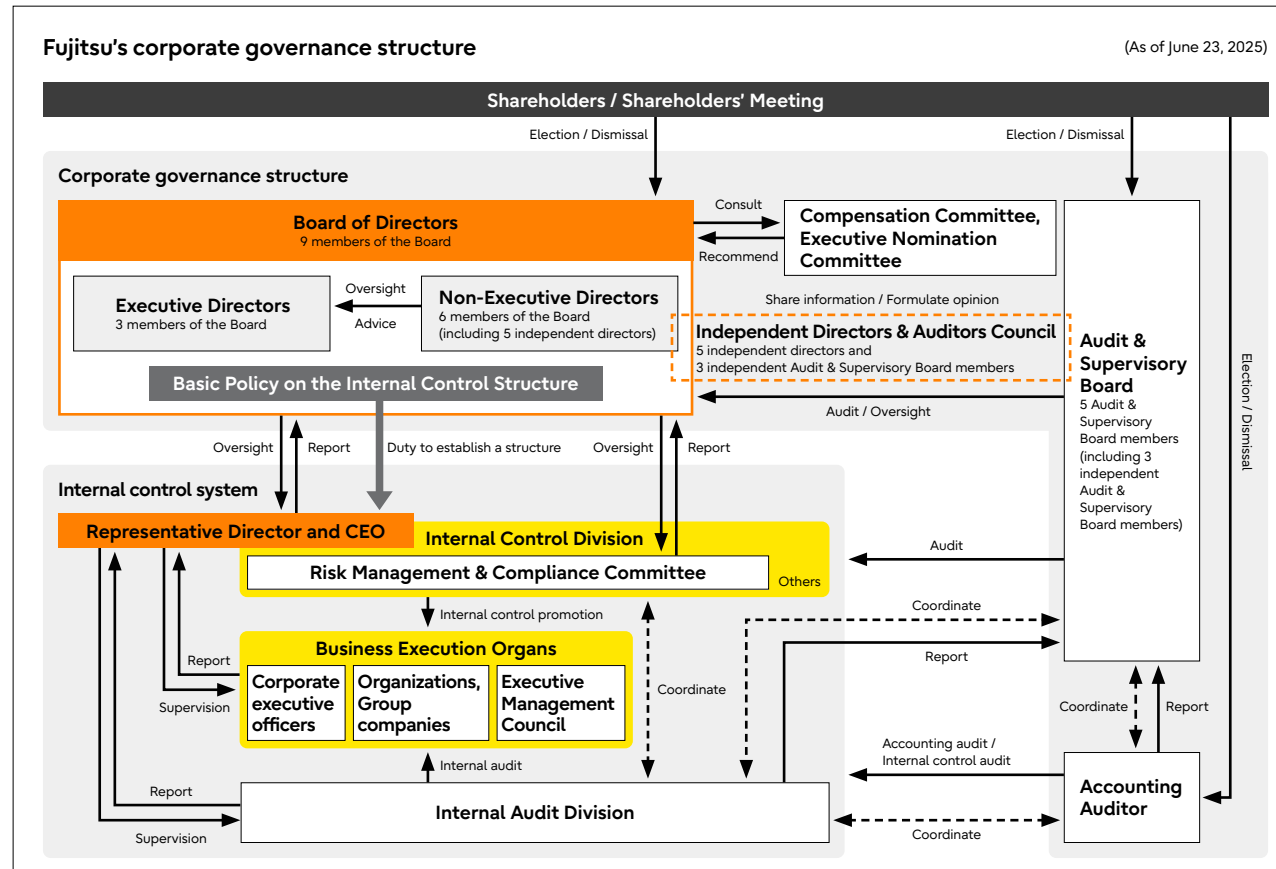 Fujitsu’s corporate governance structure
(As of June 23, 2025)
Shareholders / Shareholders’ Meeting
Election / Dismissal
Election / Dismissal
Corporate governance structure
Board of Directors
9 members of the Board
Consult
Recommend
Compensation Committee,
Executive Nomination
Committee
Executive Directors
3 members of the Board
Oversight
Advice
Non-Executive Directors
6 members of the Board
(including 5 independent directors)
Share information / Formulate opinion
Independent Directors & Auditors Council
5 independent directors and
3 independent Audit & Supervisory Board members
Audit &
Supervisory
Board
5 Audit &
Supervisory
Board members
(including 3
independent
Audit &
Supervisory
Board members)
Election / Dismissal
Basic Policy on the Internal Control Structure
Audit / Oversight
Oversight
Report
Duty to establish a structure
Oversight
Report
Internal control system
Representative Director and CEO
Internal Control Division
Risk Management & Compliance Committee
Others
Audit
Internal control promotion
Coordinate
Business Execution Organs
Report
Report
Corporate
executive
officers
Organizations,
Group
companies
Executive
Management
Council
Supervision
Coordinate
Coordinate
Report
Internal audit
Accounting audit /
Internal control audit
Report
Internal Audit Division
Supervision
Accounting
Auditor
Coordinate